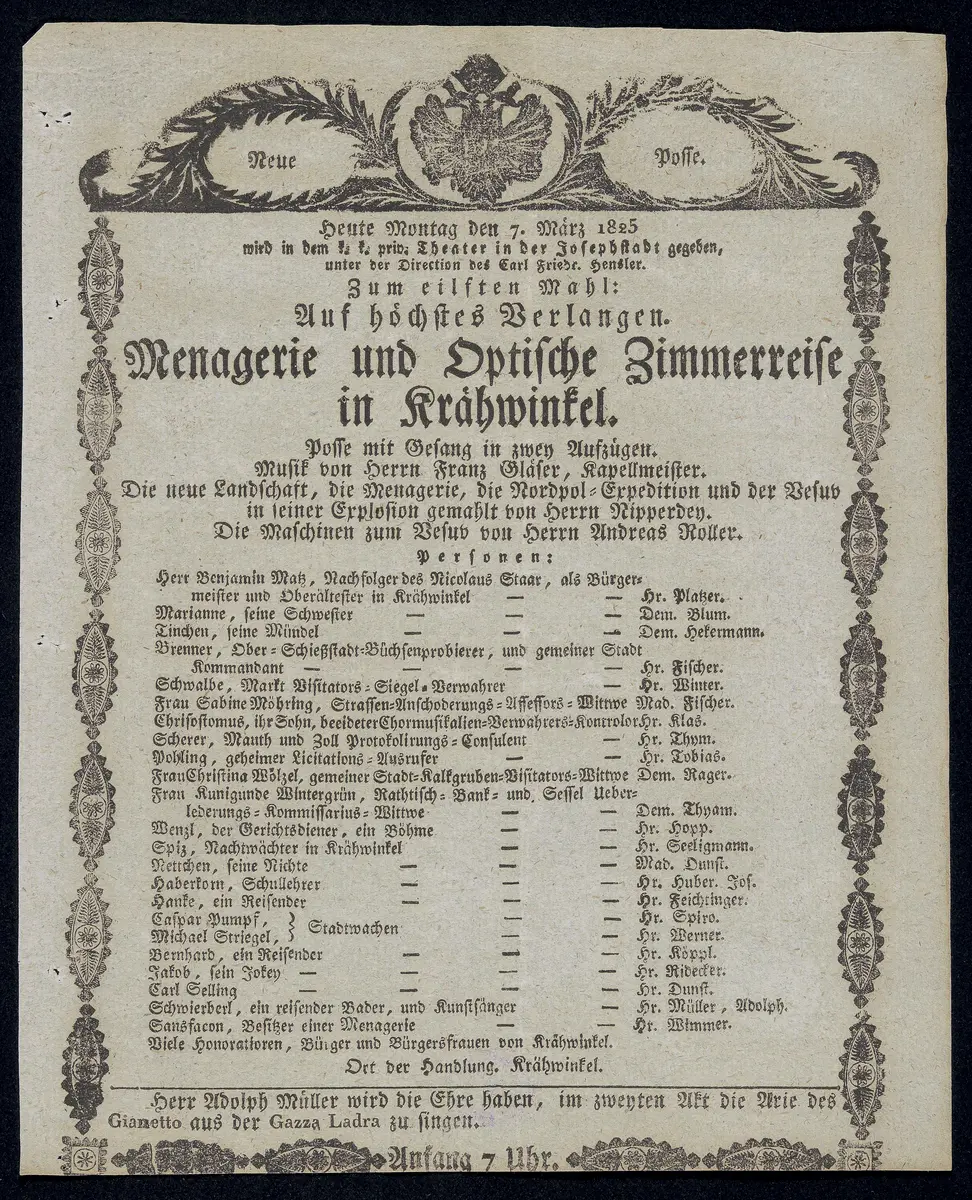 Neue
Posse.
Heute Montag den 7. März 1825
wird in dem k. k. priv. Theater in der Josephstadt gegeben,
unter der Direction des Carl Friedr. Hensler.
Zum eilften Mahl:
Auf höchstes Verlangen.
Menagerie und Optische Zimmerreise
in Krähwinkel.
Posse mit Gesang in zwey Aufzügen.
Musik von Herrn Franz Gläser, Kapellmeister.
Die neue Landschaft, die Menagerie, die Nordpol-Expedition und der Vesuv
in seiner Explosion gemahlt von Herrn Nipperdey.
Die Maschinen zum Vesuv von Herrn Andreas Roller.
Personen:
Herr Benjamin Matz, Nachfolger des Nicolaus Staar, als Bürger-
meister und Oberältester in Krähwinkel — — Hr. Platzer.
Marianne, seine Schwester — — — Dem. Blum.
Tinchen, seine Mündel — — — Dem. Hekermann.
Brenner, Ober-Schießstadt-Büchsenprobierer, und gemeiner Stadt
Kommandant — — — — Hr. Fischer.
Schwalbe, Markt Visitators-Siegel-Verwahrer — Hr. Winter.
Frau Sabine Möhring, Strassen-Anschoderungs-Assessors-Wittwe Mad. Fischer.
Chrisostomus, ihr Sohn, beeideter Chormusikalien-Verwahrers-Kontrolor Hr. Klas.
Scherer, Mauth und Zoll Protokolirungs-Consulent — Hr. Thym.
Pohling, geheimer Licitations-Ausrufer — — Hr. Tobias.
Frau Christina Wölzel, gemeiner Stadt-Kalkgruben-Visitators-Wittwe Dem. Rager.
Frau Kunigunde Wintergrün, Rathtisch-Bank- und Sessel Ueber-
lederungs-Kommissarius-Wittwe — — Dem. Thyam.
Wenzl, der Gerichtsdiener, ein Böhme — — Hr. Hopp.
Spiz, Nachtwächter in Krähwinkel — — Hr. Seeligmann.
Nettchen, seine Nichte — — — Mad. Dunst.
Haberkorn, Schullehrer — — — Hr. Huber. Jos.
Hanke, ein Reisender — — — Hr. Feichtinger.
Caspar Pumpf, — — Hr. Spiro.
Michael Striegel, } Stadtwachen — — Hr. Werner.
Bernhard, ein Reisender — — — Hr. Köppl.
Jakob, sein Jokey — — — — Hr. Ridecker.
Carl Selling — — — — Hr. Dunst.
Schwierberl, ein reisender Bader, und Kunstsänger — Hr. Müller, Adolph.
Sansfacon, Besitzer einer Menagerie — — Hr. Wimmer.
Viele Honoratioren, Bürger und Bürgersfrauen von Krähwinkel.
Ort der Handlung. Krähwinkel.
Herr Adolph Müller wird die Ehre haben, im zweyten Akt die Arie des
Gianetto aus der Gazza Ladra zu singen.
Anfang 7 Uhr.